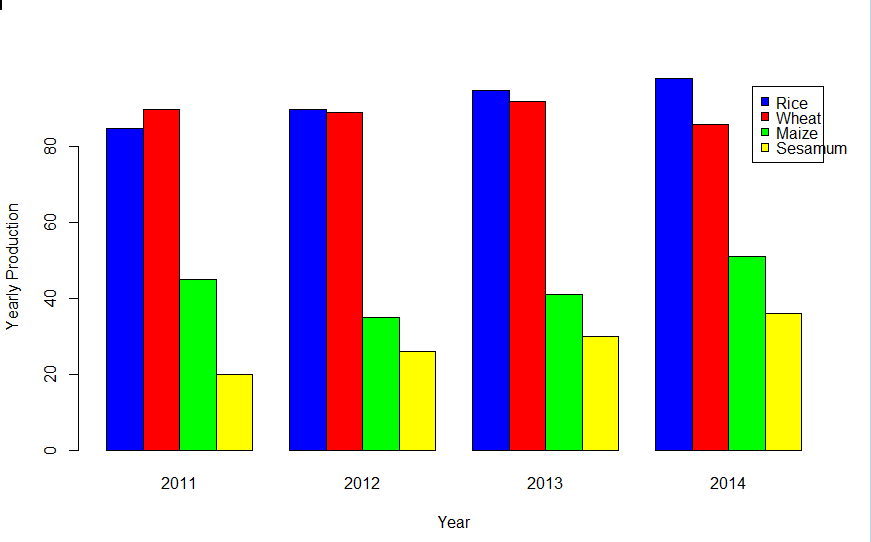 Rice
Wheat
Maize
Sesamum
80
60
40
20
0
Yearly Production
2011 2012 2013 2014
Year